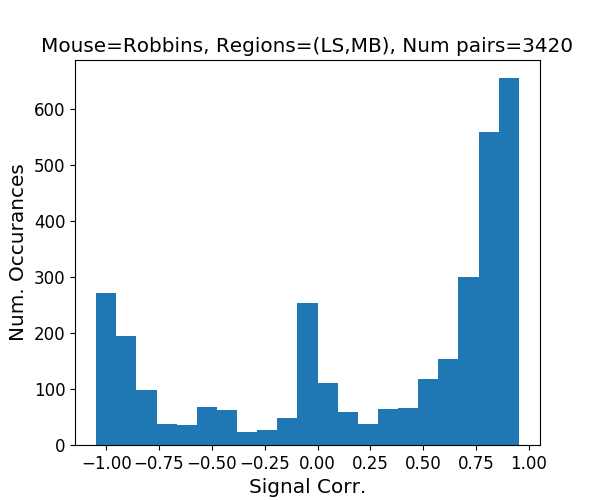 Mouse=Robbins, Regions=(LS,MB), Num pairs=3420
600
500
400
300
200
100
0
Num. Occurances
−1.00 −0.75 −0.50 −0.25 0.00 0.25 0.50 0.75 1.00
Signal Corr.